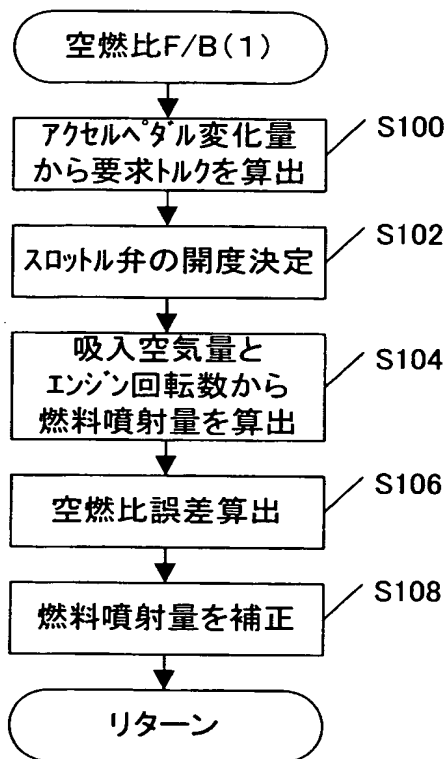 空燃比F/B(1)
アクセルペダル変化量
から要求トルクを算出
S100
スロットル弁の開度決定
S102
吸入空気量と
エンジン回転数から
燃料噴射量を算出
S104
空燃比誤差算出
S106
燃料噴射量を補正
S108
リターン